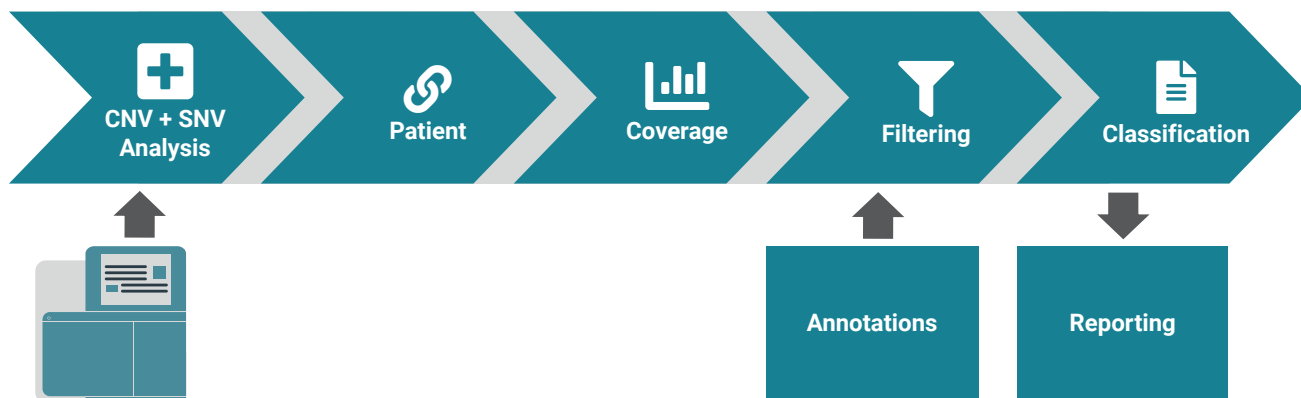 CNV + SNV
Analysis
Patient
Coverage
Filtering
Classification
Annotations
Reporting